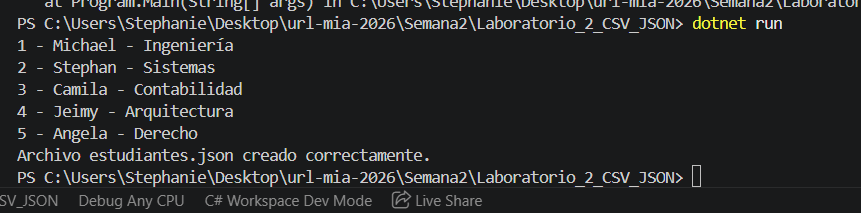 at Program.Main(String[] args) in C:\Users\Stephanie\Desktop\url-mia-2026\Semana2\Laborator
PS C:\Users\Stephanie\Desktop\url-mia-2026\Semana2\Laboratorio_2_CSV_JSON> dotnet run
1 - Michael - Ingeniería
2 - Stephan - Sistemas
3 - Camila - Contabilidad
4 - Jeimy - Arquitectura
5 - Angela - Derecho
Archivo estudiantes.json creado correctamente.
PS C:\Users\Stephanie\Desktop\url-mia-2026\Semana2\Laboratorio_2_CSV_JSON>
SV_JSON Debug Any CPU C# Workspace Dev Mode Live Share